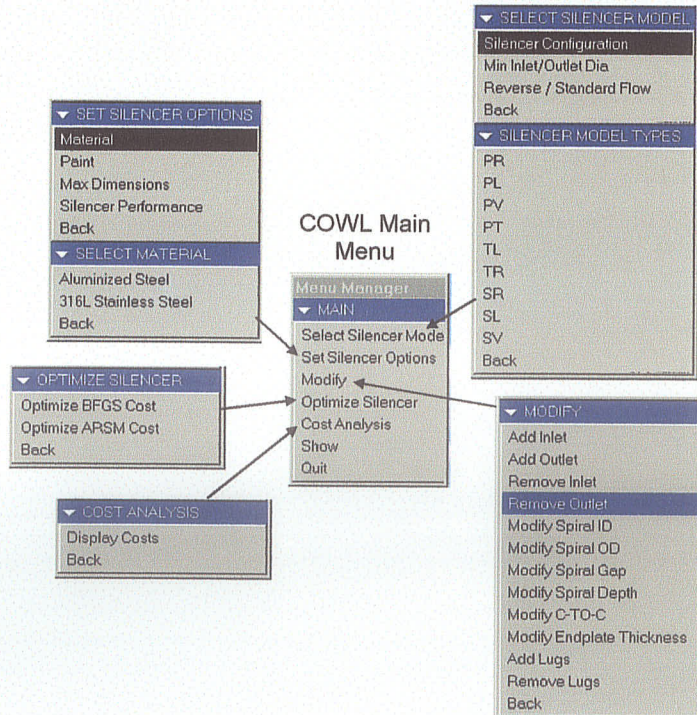 SELECT SILENCER MODEL
Silencer Configuration
Min Inlet/Outlet Dia
Reverse / Standard Flow
Back
SILENCER MODEL TYPES
PR
PL
PV
PT
TL
TR
SR
SL
SV
Back
SET SILENCER OPTIONS
Material
Paint
Max Dimensions
Silencer Performance
Back
SELECT MATERIAL
Aluminized Steel
316L Stainless Steel
Back
COWL Main
Menu
Menu Manager
MAIN
Select Silencer Mode
Set Silencer Options
Modify
Optimize Silencer
Cost Analysis
Show
Quit
OPTIMIZE SILENCER
Optimize BFGS Cost
Optimize ARSM Cost
Back
COST ANALYSIS
Display Costs
Back
MODIFY
Add Inlet
Add Outlet
Remove Inlet
Remove Outlet
Modify Spiral ID
Modify Spiral OD
Modify Spiral Gap
Modify Spiral Depth
Modify C-TO-C
Modify Endplate Thickness
Add Lugs
Remove Lugs
Back